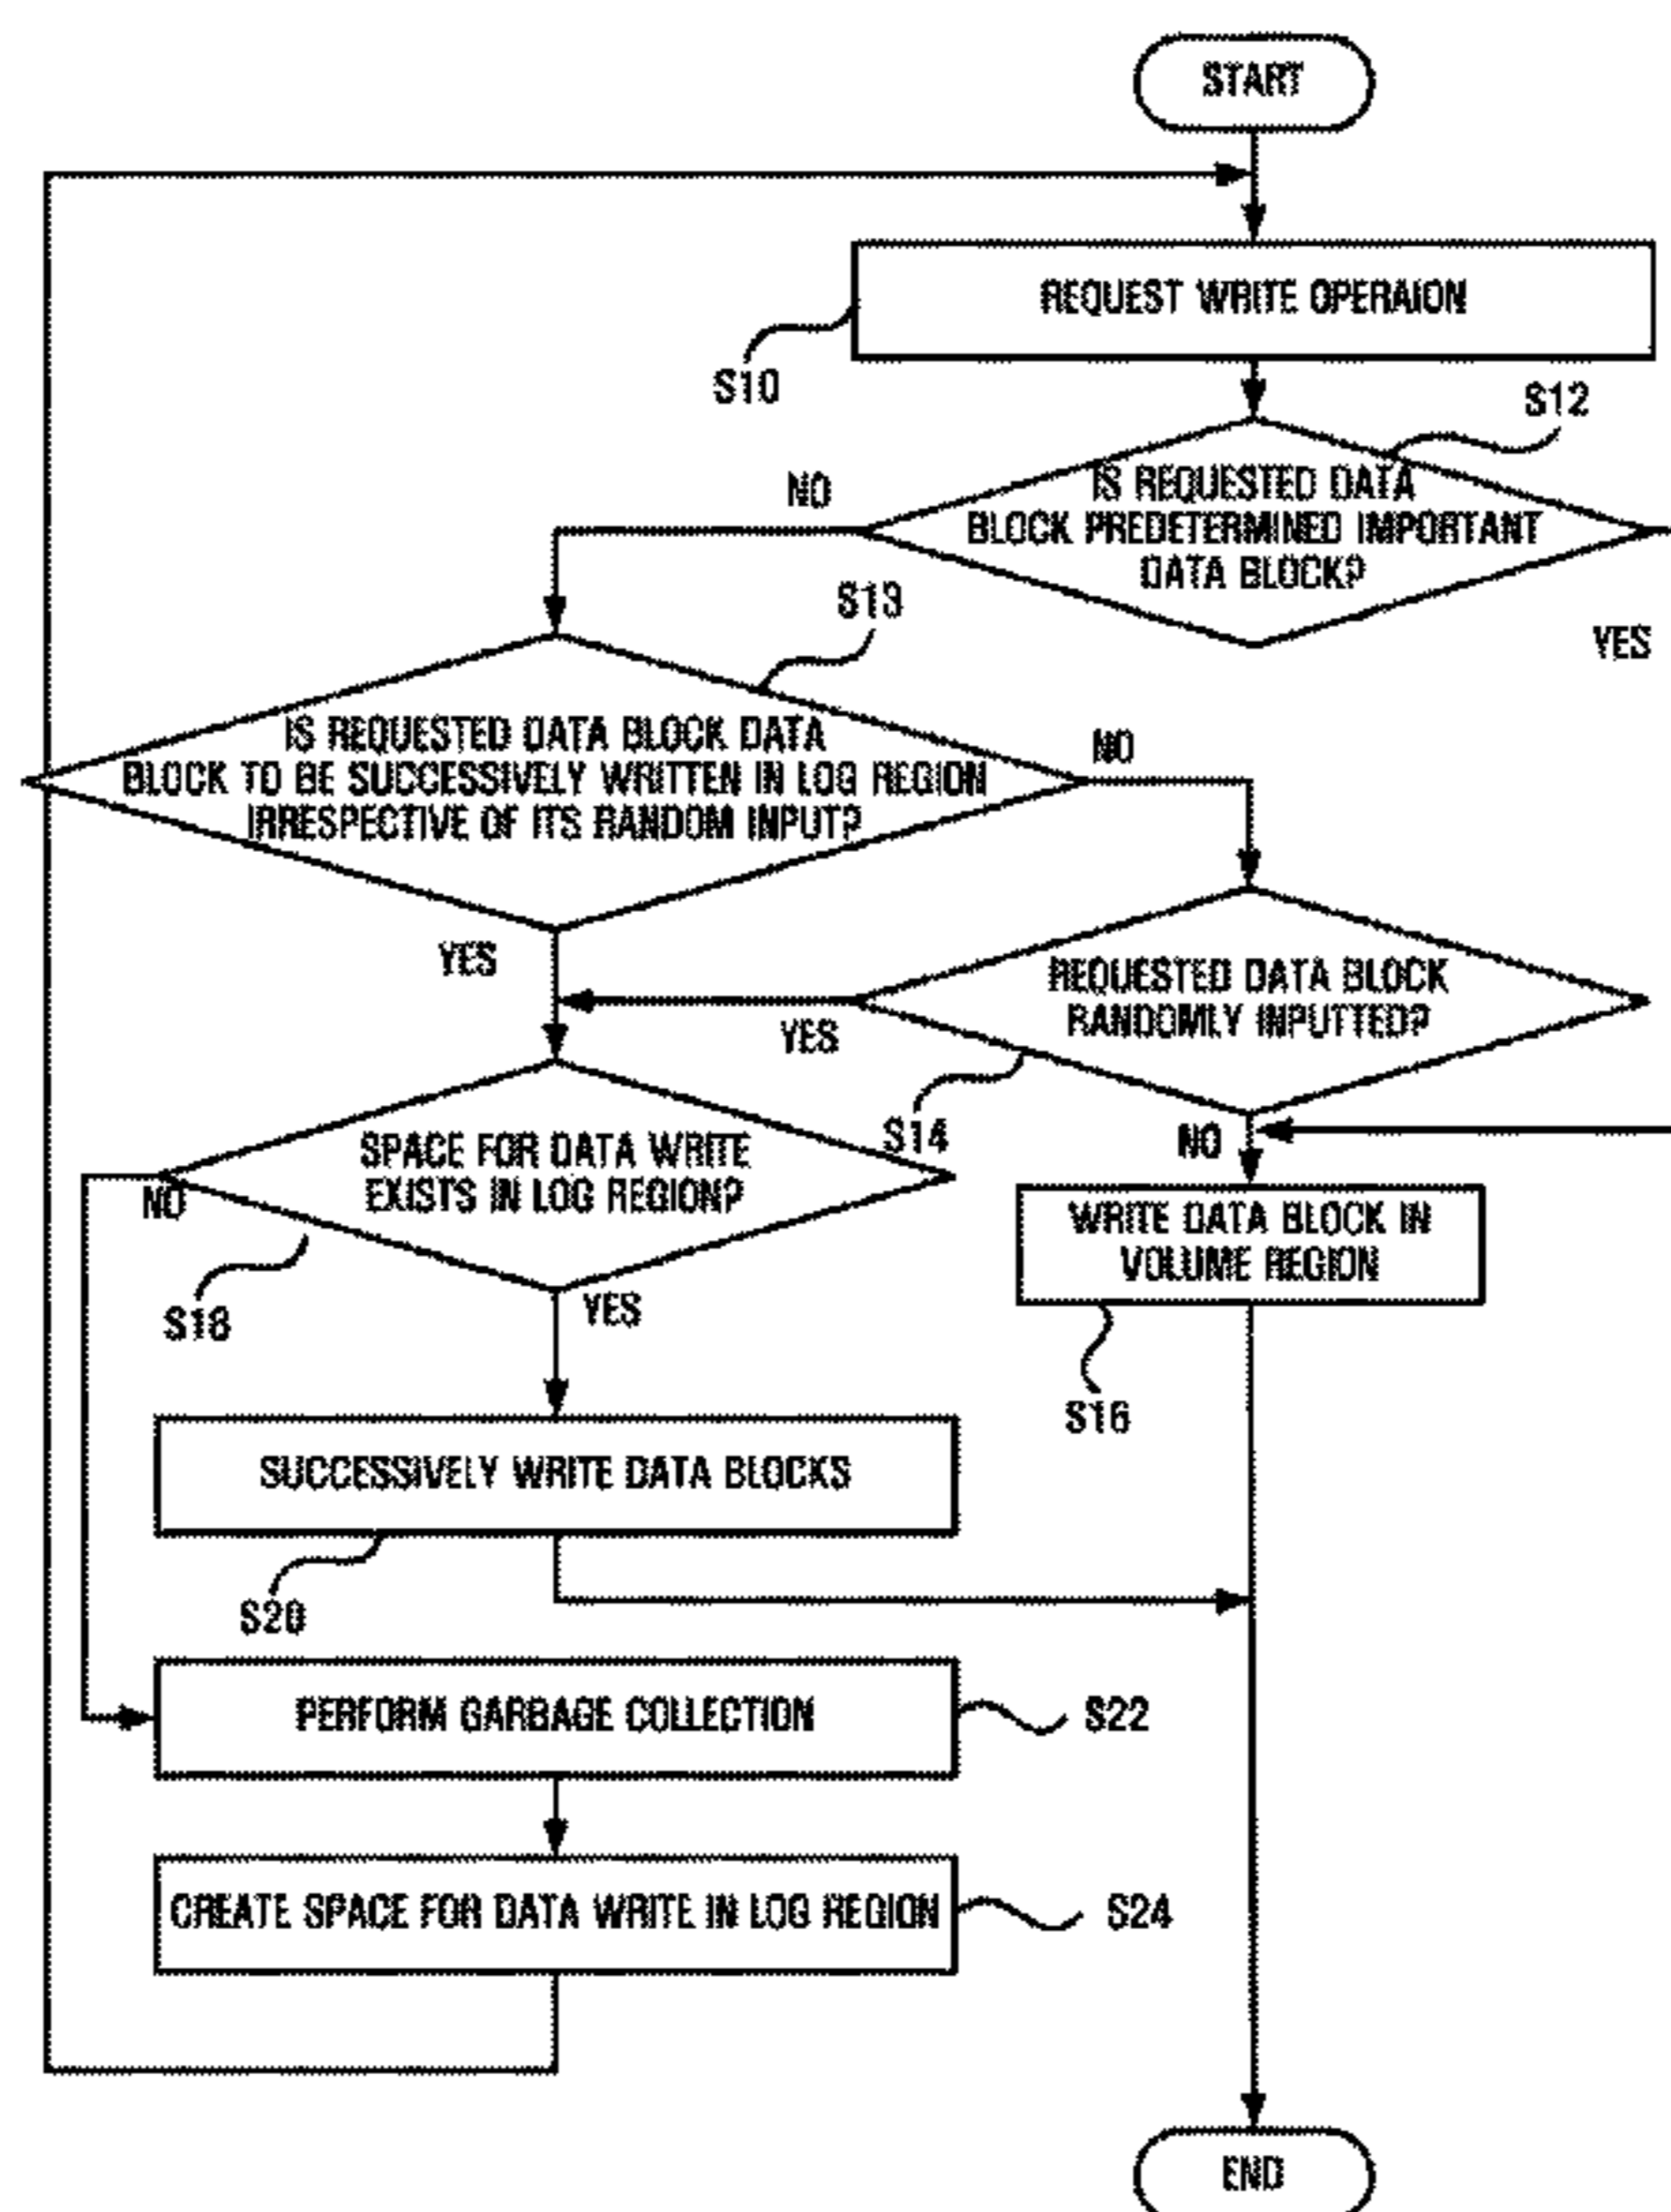 START
REQUEST WRITE OPERAION
S10
S12
NO
IS REQUESTED DATA
BLOCK PREDETERMINED IMPORTANT
DATA BLOCK?
YES
S13
IS REQUESTED DATA BLOCK DATA
BLOCK TO BE SUCCESSIVELY WRITTEN IN LOG REGION
IRRESPECTIVE OF ITS RANDOM INPUT?
NO
YES
REQUESTED DATA BLOCK
RANDOMLY INPUTTED?
YES
S14
NO
SPACE FOR DATA WRITE
EXISTS IN LOG REGION?
NO
S18
YES
WRITE DATA BLOCK IN
VOLUME REGION
S16
SUCCESSIVELY WRITE DATA BLOCKS
S20
PERFORM GARBAGE COLLECTION
S22
CREATE SPACE FOR DATA WRITE IN LOG REGION
S24
END